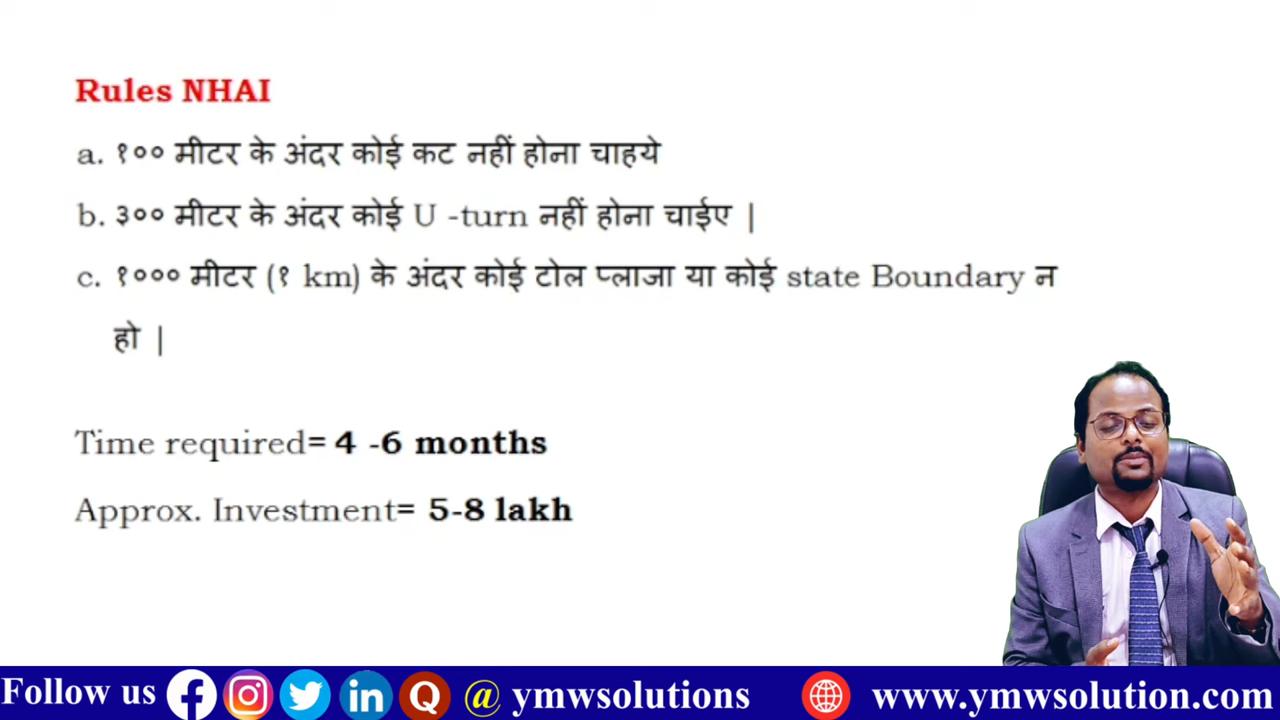 Rules NHAI
a. १०० मीटर के अंदर कोई कट नहीं होना चाहये
b. ३०० मीटर के अंदर कोई U -turn नहीं होना चाईए |
c. १००० मीटर (१ km) के अंदर कोई टोल प्लाजा या कोई state Boundary न
हो |
Time required= 4 -6 months
Approx. Investment= 5-8 lakh
Follow us @ ymwsolutions www.ymwsolution.com